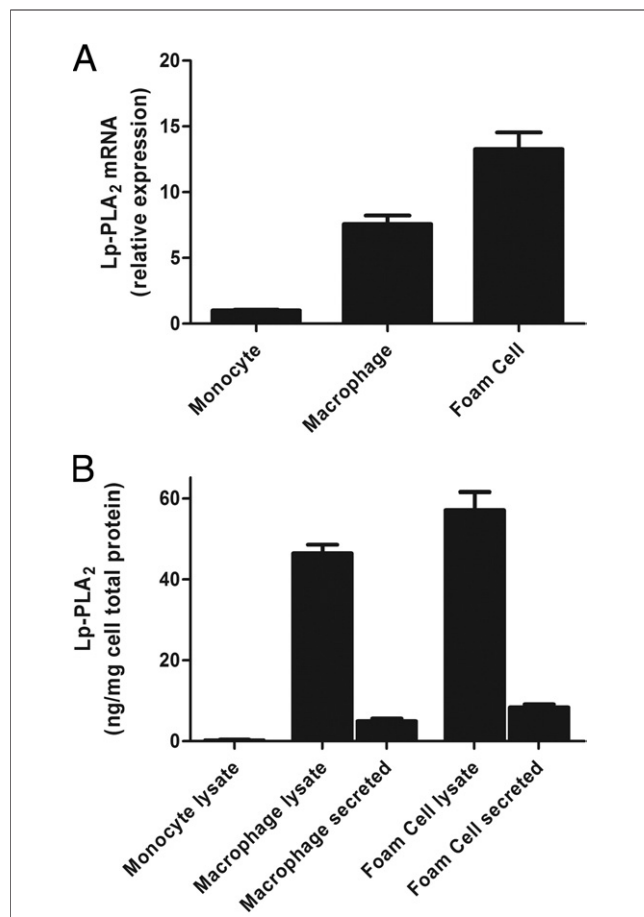 A
Lp-PLA₂ mRNA
(relative expression)
20
15
10
5
0
Monocyte
Macrophage
Foam Cell
B
Lp-PLA₂
(ng/mg cell total protein)
60
40
20
0
Monocyte lysate
Macrophage lysate
Macrophage secreted
Foam Cell lysate
Foam Cell secreted